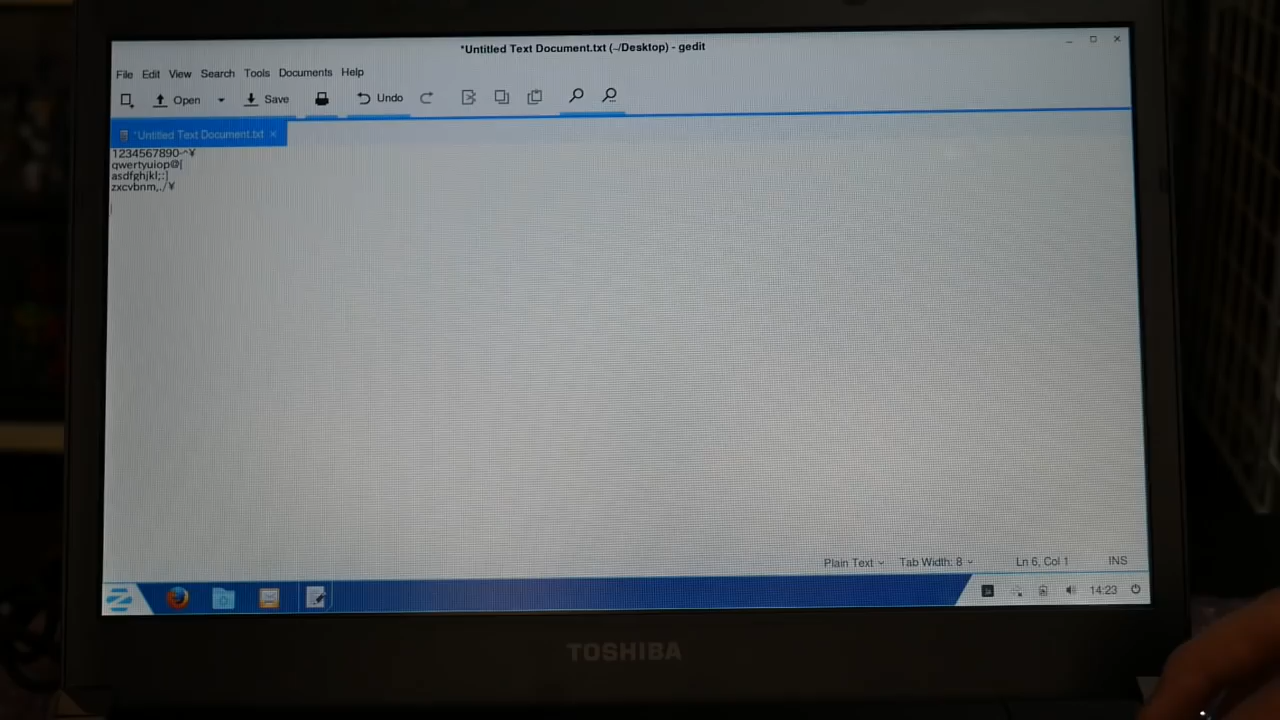 *Untitled Text Document.txt (~/Desktop) - gedit
File Edit View Search Tools Documents Help
Open Save Undo
*Untitled Text Document.txt ×
1234567890-^¥
qwertyuiop@[
asdfghjkl;:]
zxcvbnm,./¥
Plain Text Tab Width: 8 Ln 6, Col 1 INS
14:23
TOSHIBA